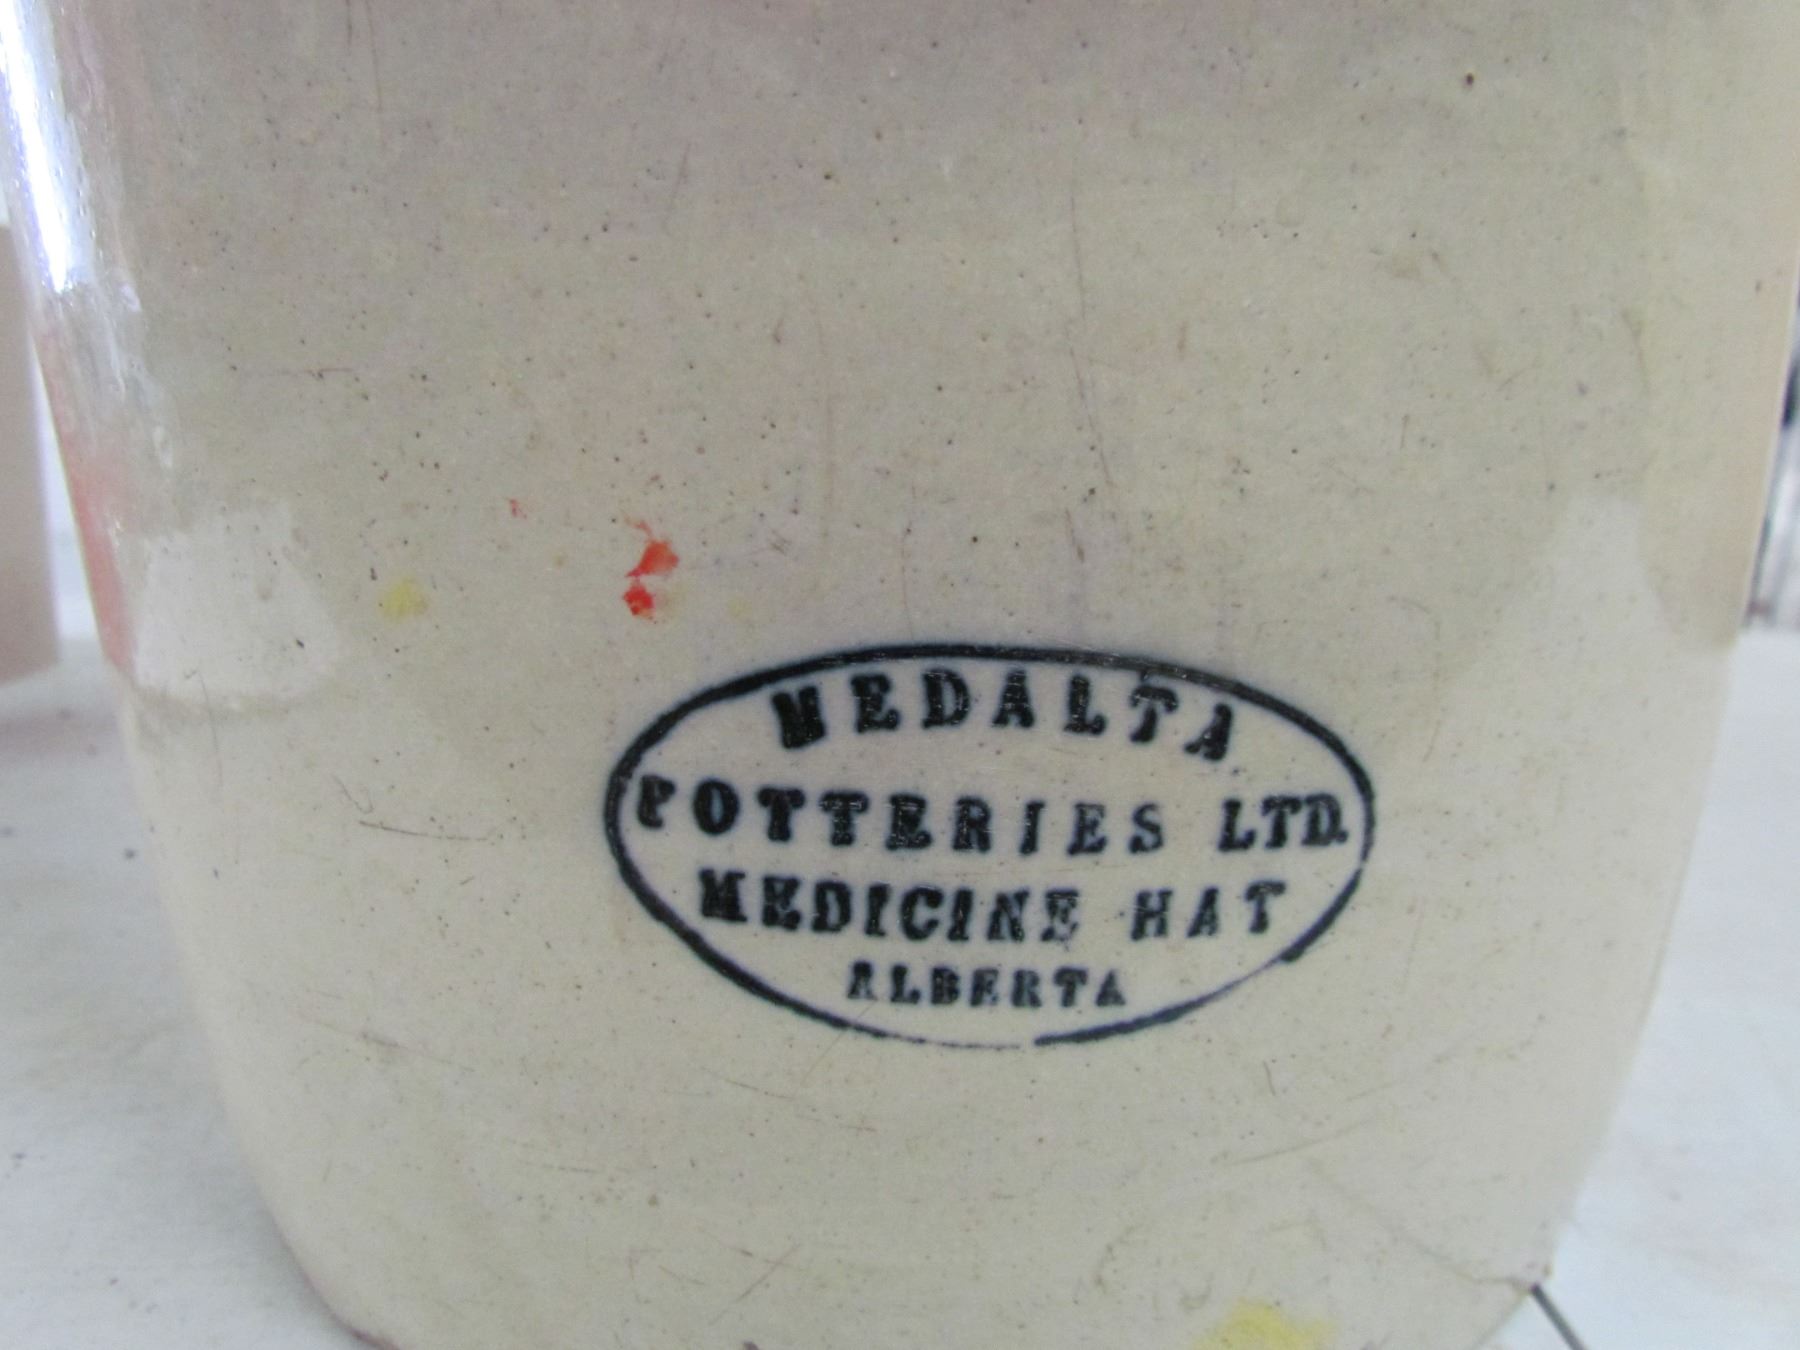 MEDALTA
POTTERIES LTD.
MEDICINE HAT
ALBERTA